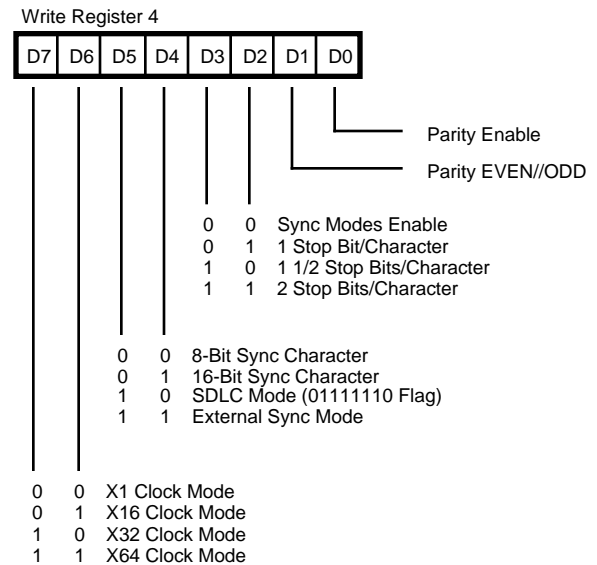 Write Register 4
D7 D6 D5 D4 D3 D2 D1 D0
Parity Enable
Parity EVEN//ODD
0 0 Sync Modes Enable
0 1 1 Stop Bit/Character
1 0 1 1/2 Stop Bits/Character
1 1 2 Stop Bits/Character
0 0 8-Bit Sync Character
0 1 16-Bit Sync Character
1 0 SDLC Mode (01111110 Flag)
1 1 External Sync Mode
0 0 X1 Clock Mode
0 1 X16 Clock Mode
1 0 X32 Clock Mode
1 1 X64 Clock Mode